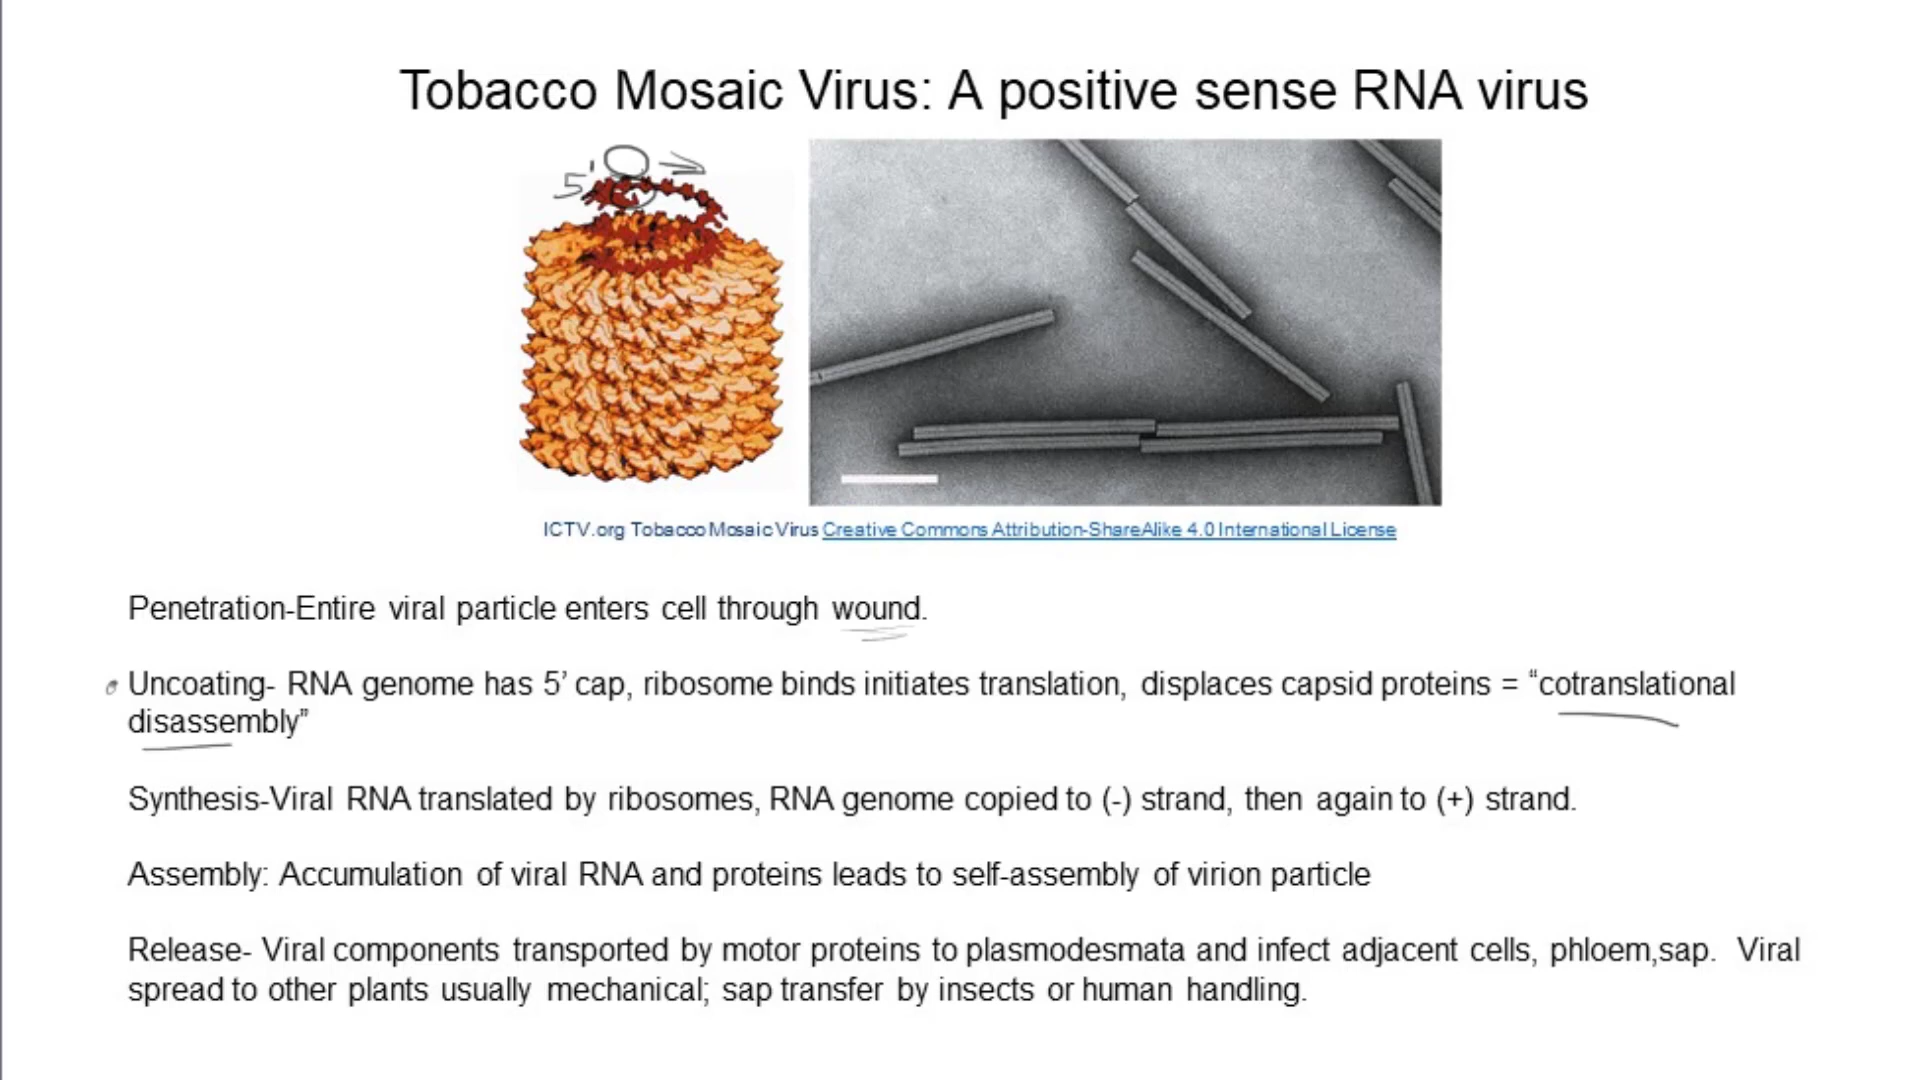 Tobacco Mosaic Virus: A positive sense RNA virus
5'
ICTV.org Tobacco Mosaic Virus Creative Commons Attribution-ShareAlike 4.0 International License
Penetration-Entire viral particle enters cell through wound.
Uncoating- RNA genome has 5’ cap, ribosome binds initiates translation, displaces capsid proteins = “cotranslational
disassembly”
Synthesis-Viral RNA translated by ribosomes, RNA genome copied to (-) strand, then again to (+) strand.
Assembly: Accumulation of viral RNA and proteins leads to self-assembly of virion particle
Release- Viral components transported by motor proteins to plasmodesmata and infect adjacent cells, phloem,sap. Viral
spread to other plants usually mechanical; sap transfer by insects or human handling.